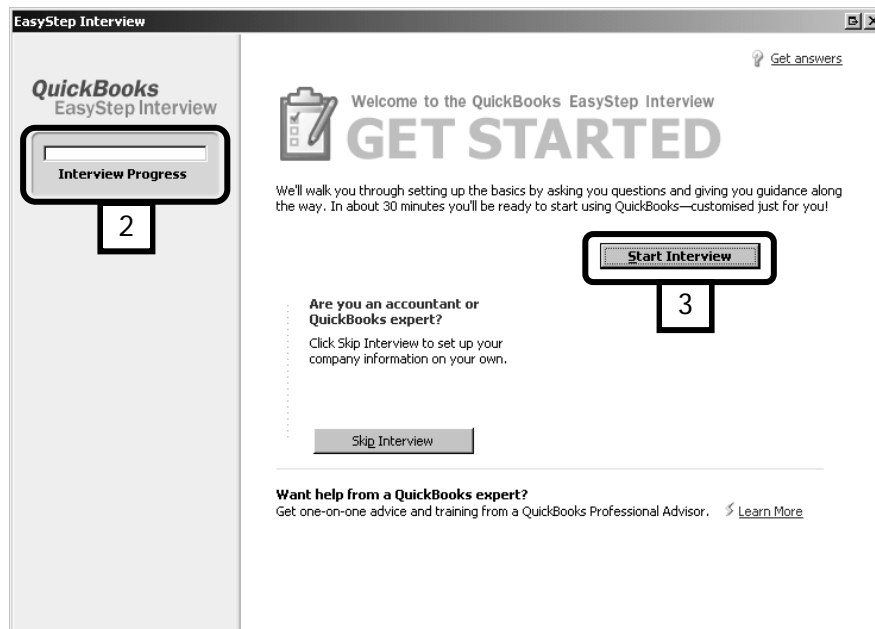 EasyStep Interview
Get answers
QuickBooks
EasyStep Interview
Interview Progress
2
Welcome to the QuickBooks EasyStep Interview
GET STARTED
We'll walk you through setting up the basics by asking you questions and giving you guidance along
the way. In about 30 minutes you'll be ready to start using QuickBooks—customised just for you!
Start Interview
3
Are you an accountant or
QuickBooks expert?
Click Skip Interview to set up your
company information on your own.
Skip Interview
Want help from a QuickBooks expert?
Get one-on-one advice and training from a QuickBooks Professional Advisor. Learn More